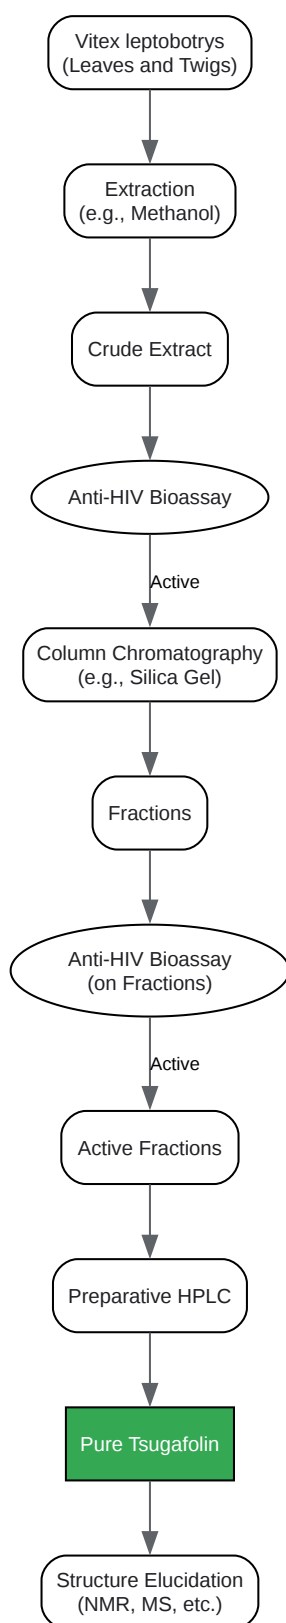 Vitex leptobotrys
(Leaves and Twigs)
Extraction
(e.g., Methanol)
Crude Extract
Anti-HIV Bioassay
Active
Column Chromatography
(e.g., Silica Gel)
Fractions
Anti-HIV Bioassay
(on Fractions)
Active
Active Fractions
Preparative HPLC
Pure Tsugafolin
Structure Elucidation
(NMR, MS, etc.)